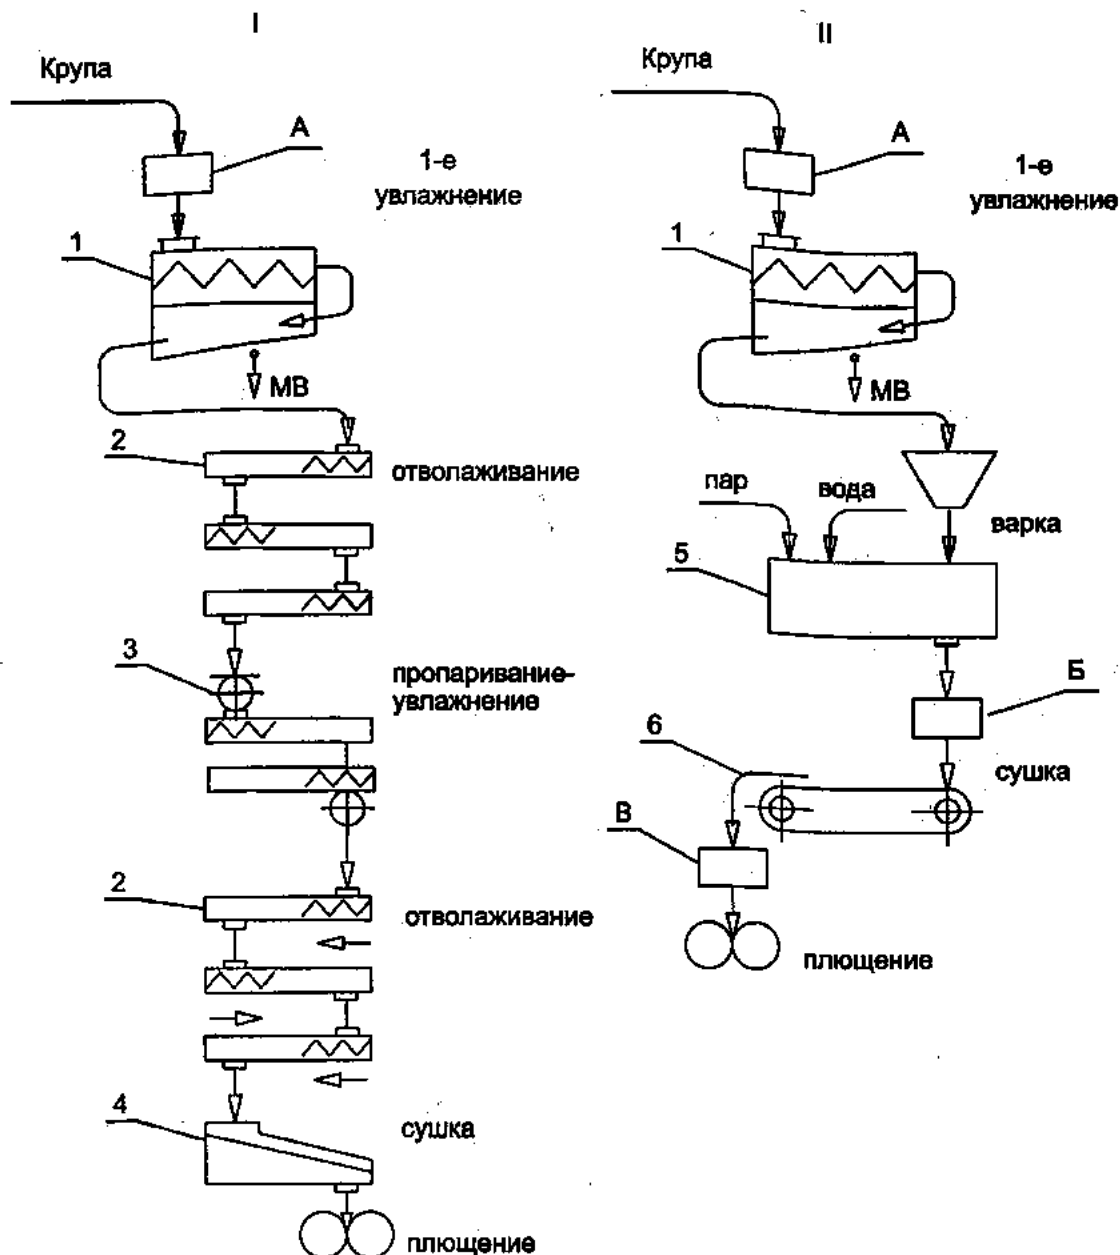 I
Крупа
А
1-е
увлажнение
1
МВ
2
отволаживание
3
пропаривание-
увлажнение
2
отволаживание
4
сушка
плющение
II
Крупа
А
1-е
увлажнение
1
МВ
пар
вода
варка
5
Б
6
сушка
В
плющение